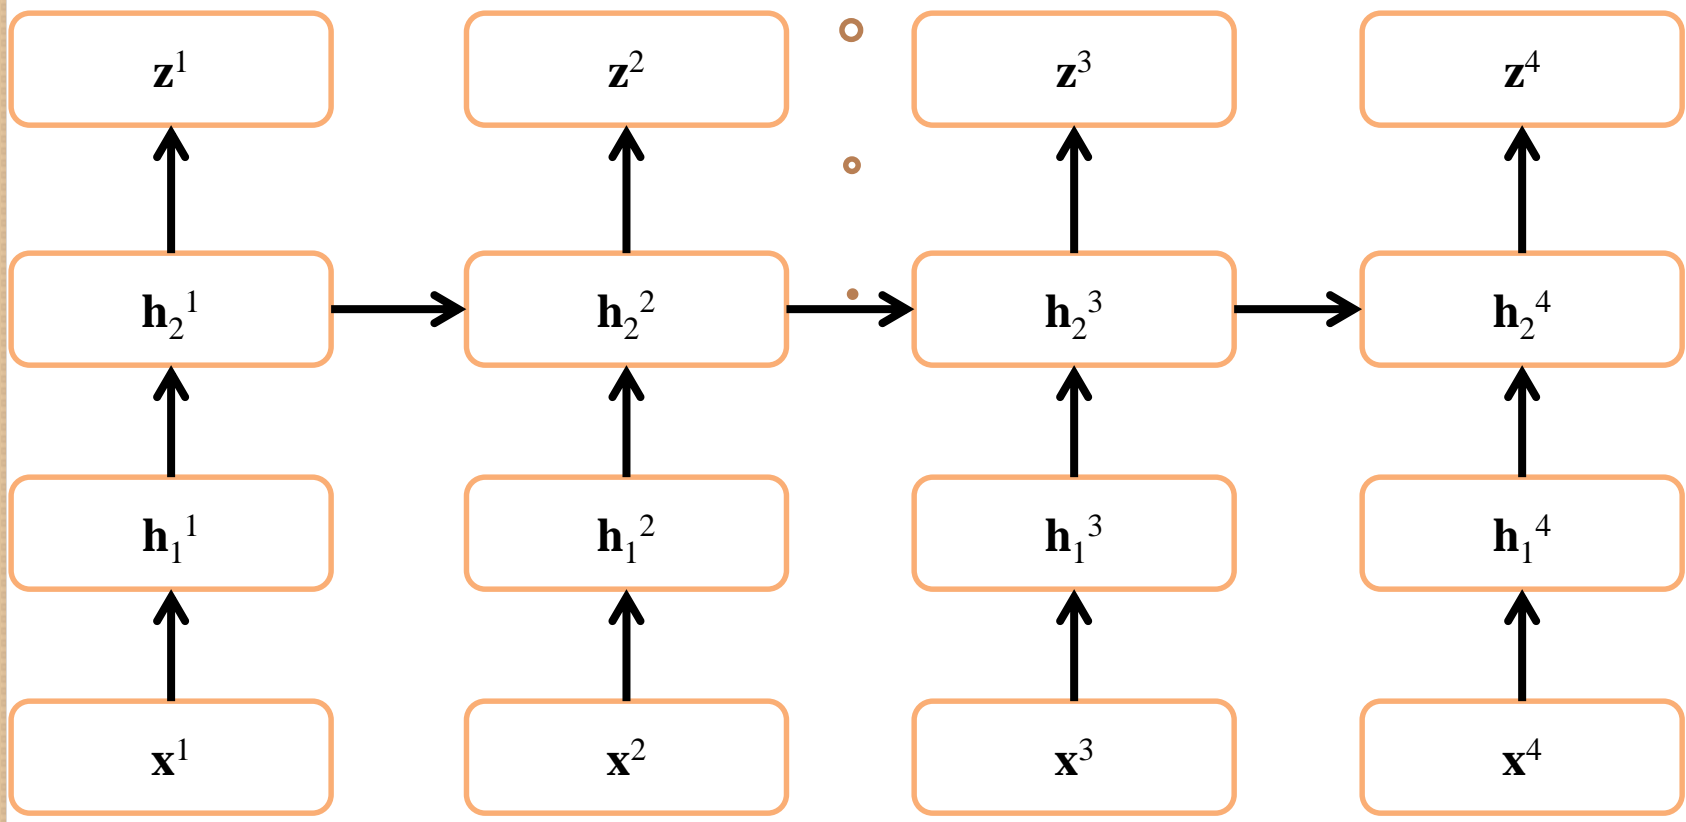 z¹ z² z³ z⁴
h₂¹ h₂² h₂³ h₂⁴
h₁¹ h₁² h₁³ h₁⁴
x¹ x² x³ x⁴